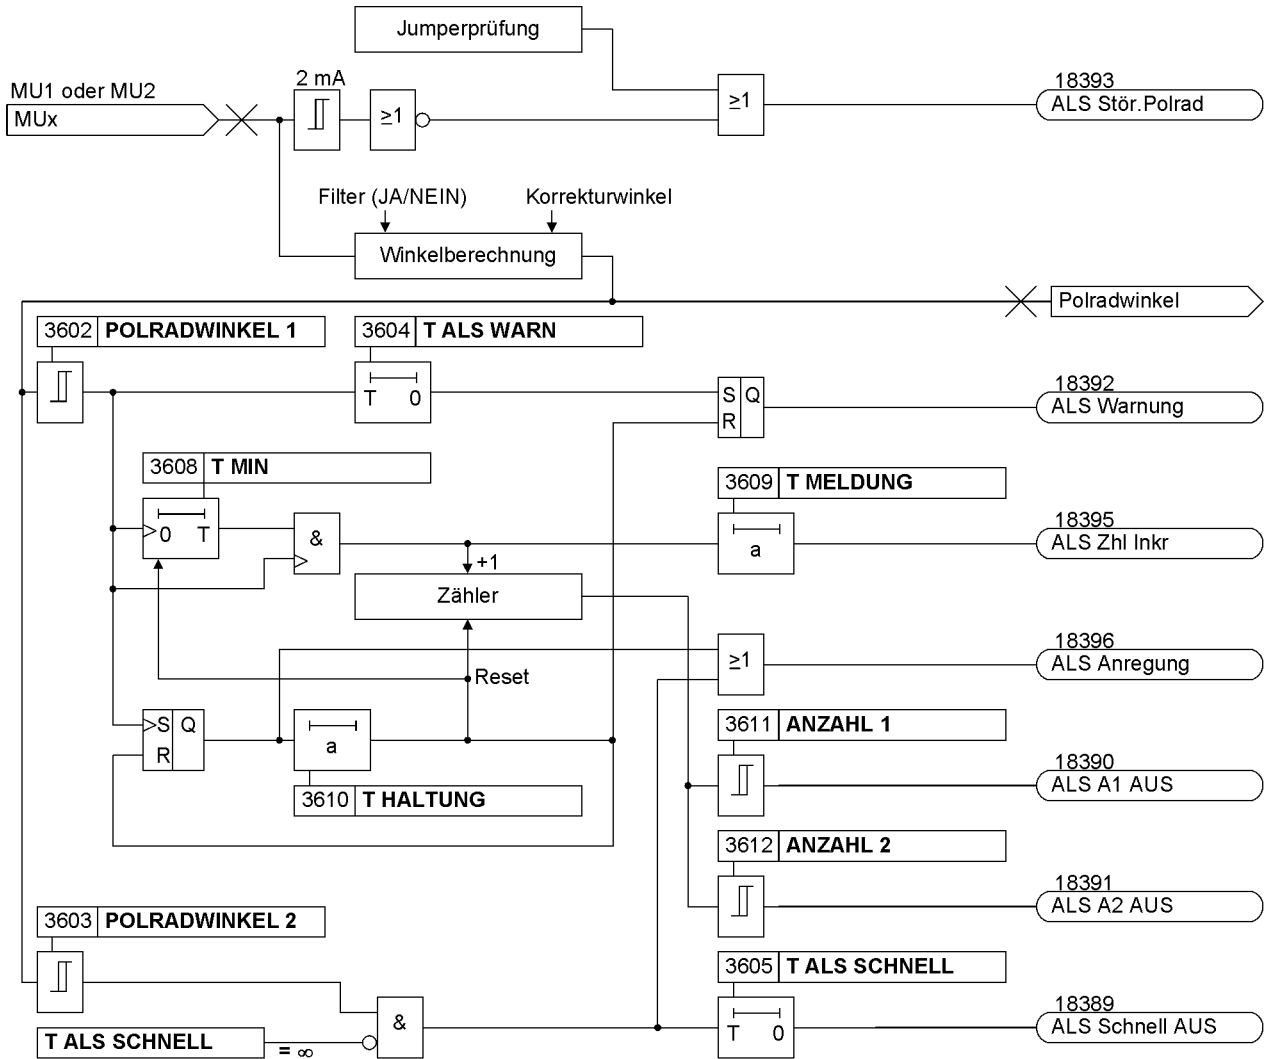 Jumperprüfung
2 mA
MU1 oder MU2
MUx
≥1
≥1
18393
ALS Stör.Polrad
Filter (JA/NEIN)
Korrekturwinkel
Winkelberechnung
Polradwinkel
3602 POLRADWINKEL 1
3604 T ALS WARN
T 0
S Q
R
18392
ALS Warnung
3608 T MIN
0 T
&
3609 T MELDUNG
a
18395
ALS Zhl Inkr
+1
Zähler
Reset
≥1
18396
ALS Anregung
S Q
R
a
3610 T HALTUNG
3611 ANZAHL 1
18390
ALS A1 AUS
3612 ANZAHL 2
18391
ALS A2 AUS
3603 POLRADWINKEL 2
T ALS SCHNELL
= ∞
&
3605 T ALS SCHNELL
T 0
18389
ALS Schnell AUS